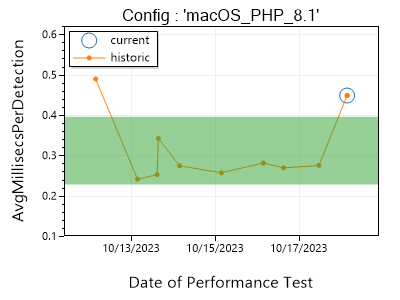 Config : 'macOS_PHP_8.1'
current
historic
AvgMillisecsPerDetection
0.6
0.5
0.4
0.3
0.2
0.1
10/13/2023 10/15/2023 10/17/2023
Date of Performance Test